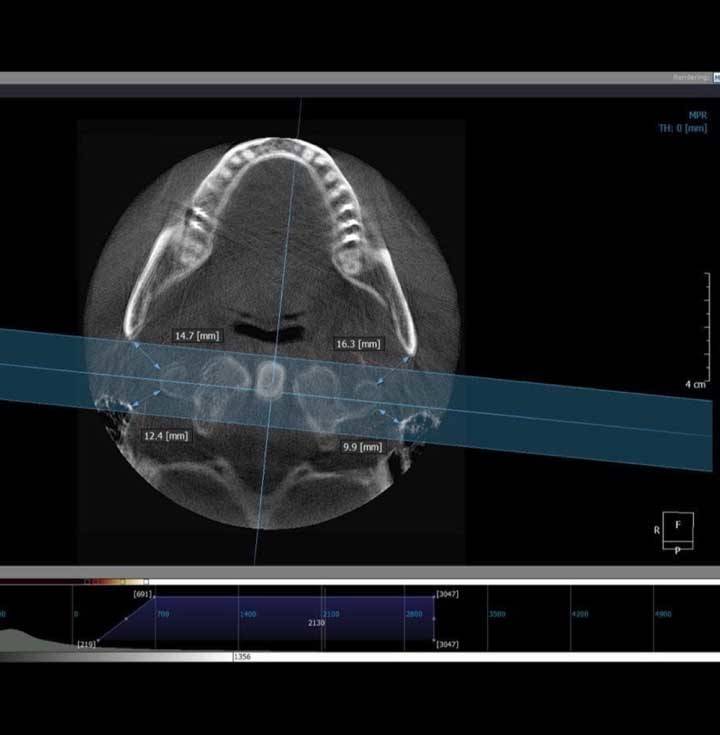 Rendering:
MPR
TH: 0 [mm]
14.7 [mm]
16.3 [mm]
4 cm
12.4 [mm]
9.9 [mm]
R
F
P
[691]
[3047]
0
700
1400
2100
2800
3500
4200
4900
2130
[219]
[3047]
1356